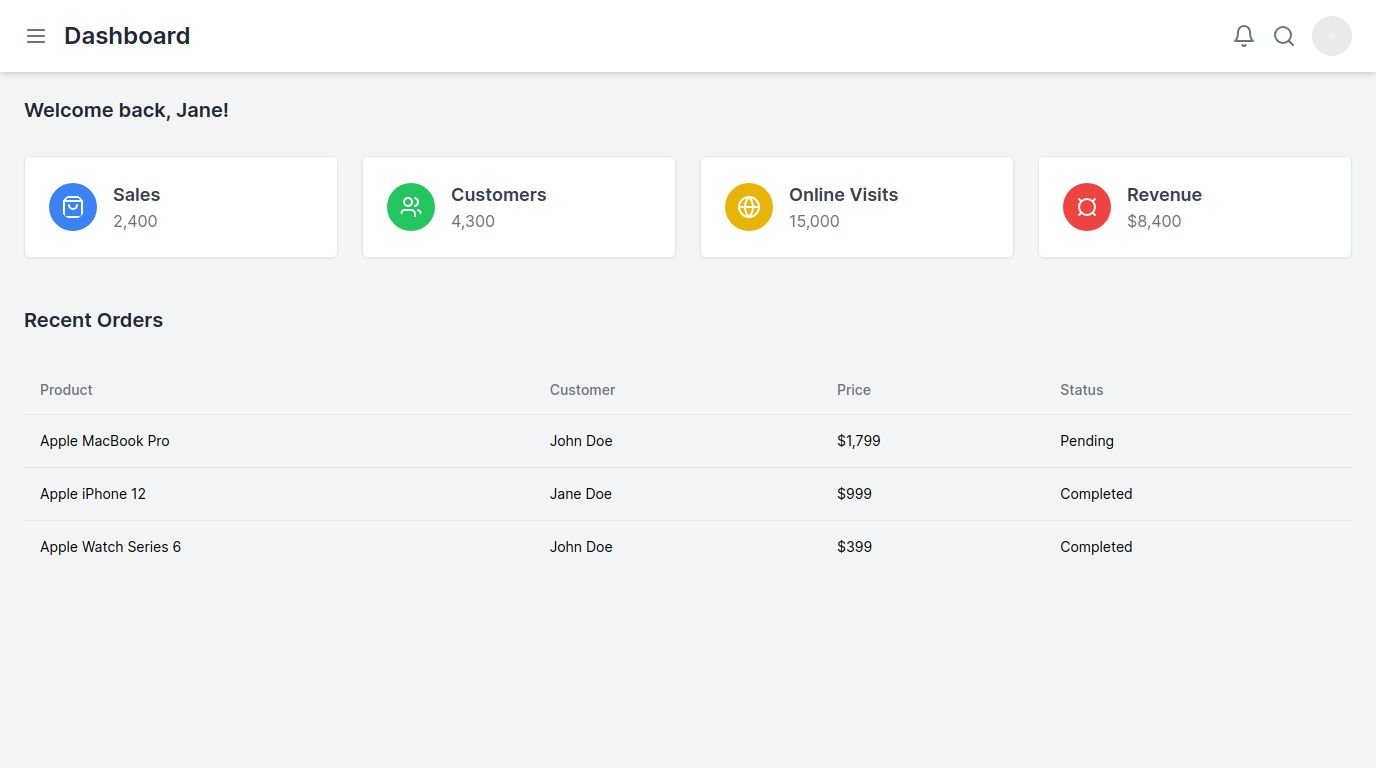 Dashboard
Welcome back, Jane!
Sales
2,400
Customers
4,300
Online Visits
15,000
Revenue
$8,400
Recent Orders
Product Customer Price Status
Apple MacBook Pro John Doe $1,799 Pending
Apple iPhone 12 Jane Doe $999 Completed
Apple Watch Series 6 John Doe $399 Completed